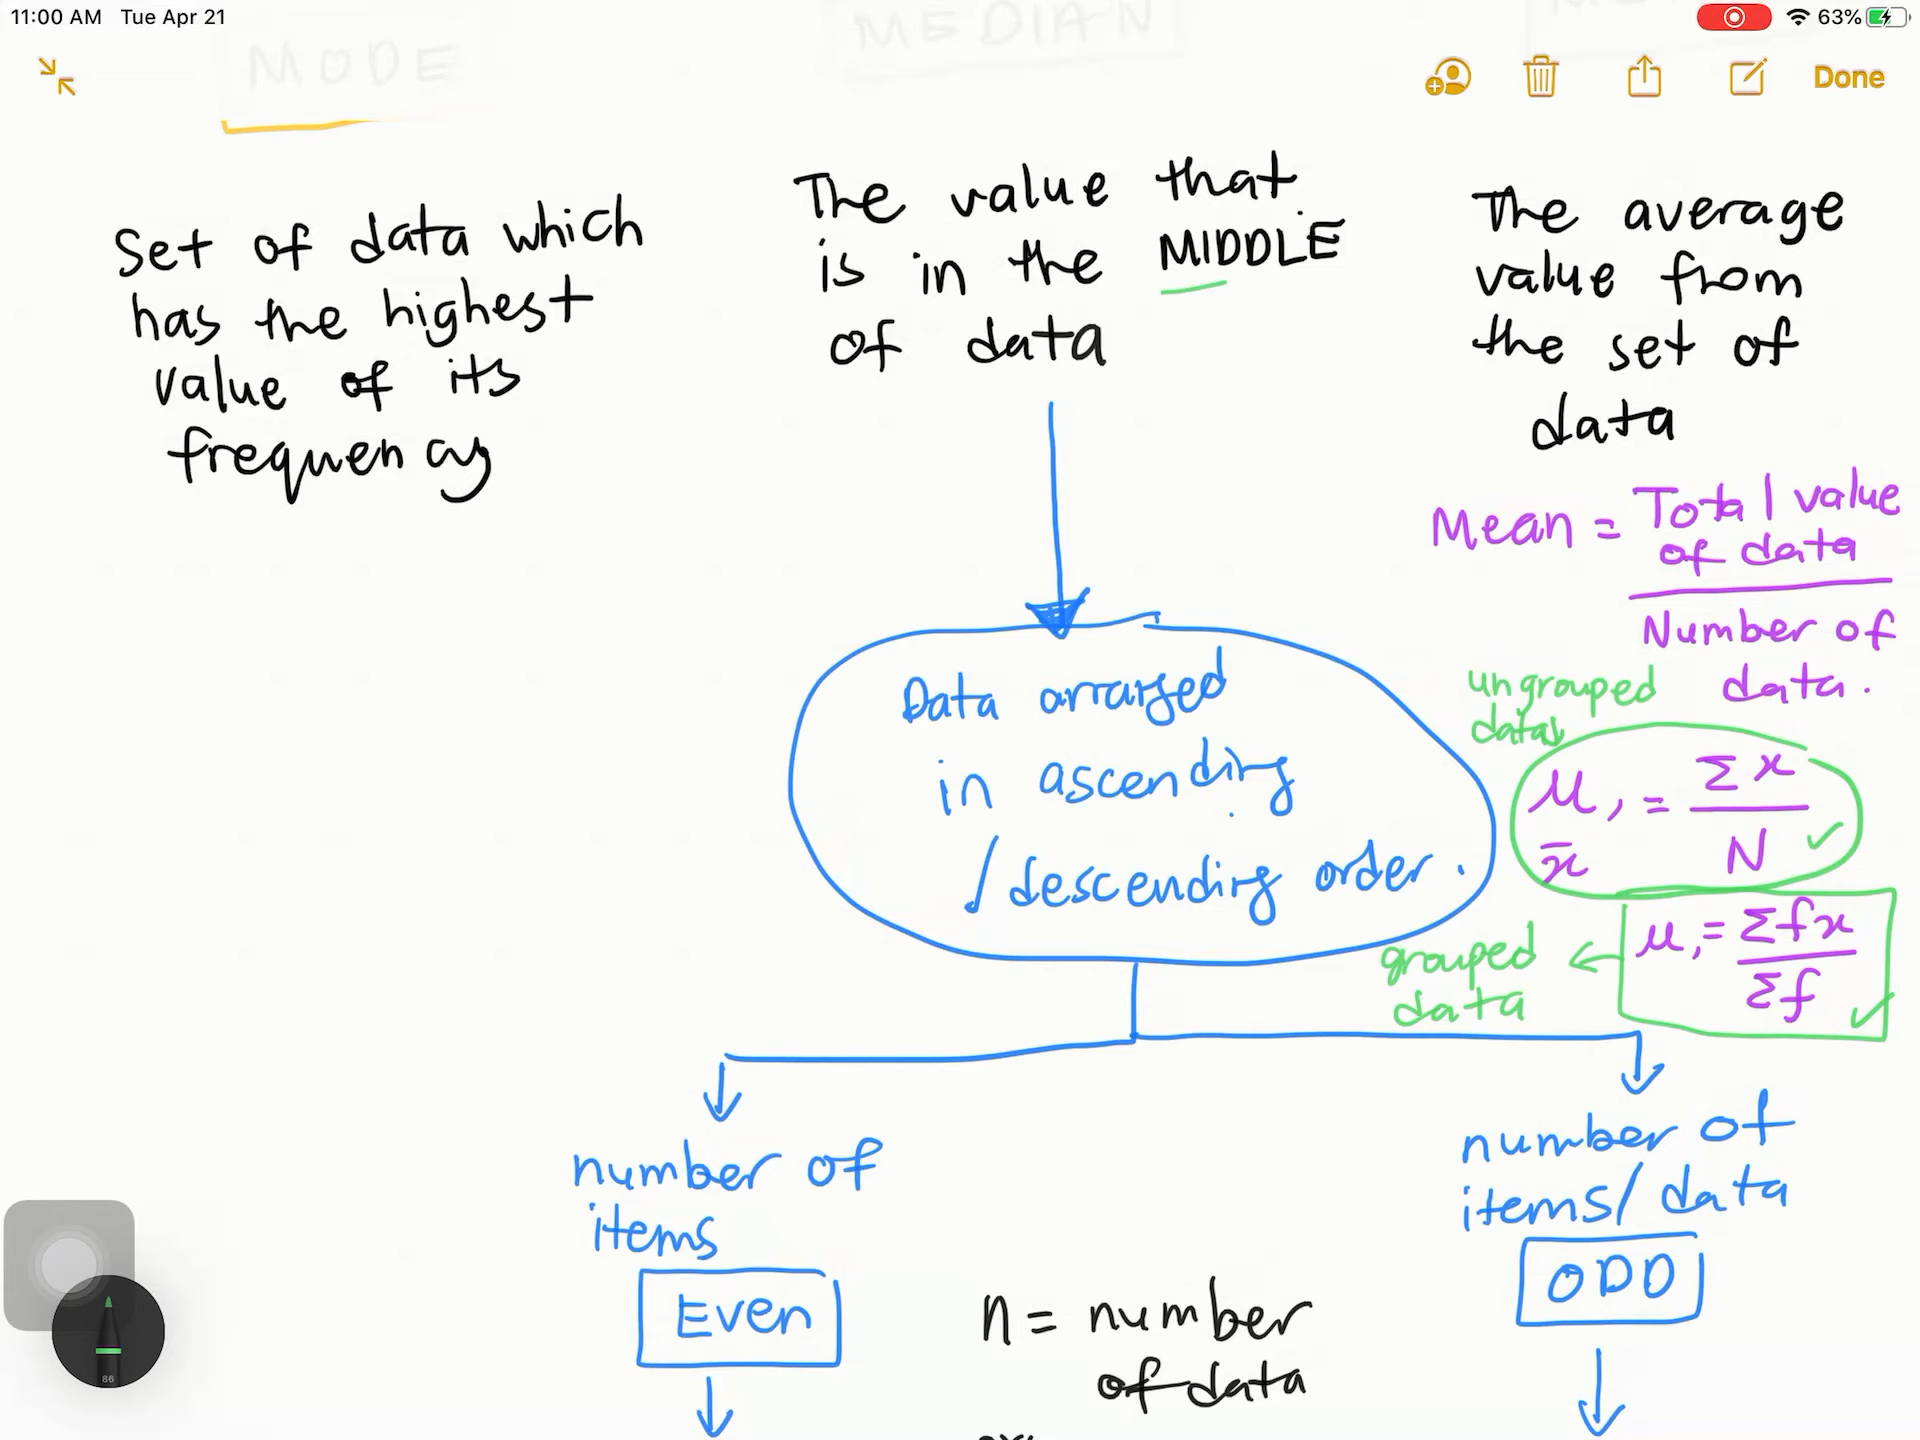 11:00 AM Tue Apr 21
63%
Done
MODE
MEDIAN
Set of data which
has the highest
value of its
frequency
The value that
is in the MIDDLE
of data
The average
value from
the set of
data
Mean = Total value
of data
Number of
data.
ungrouped
data
μ, = Σx
x̄ N
grouped
data
μ, = Σfx
Σf
Data arranged
in ascending
/descending order.
number of
items
Even
n = number
of data
number of
items/data
ODD
86